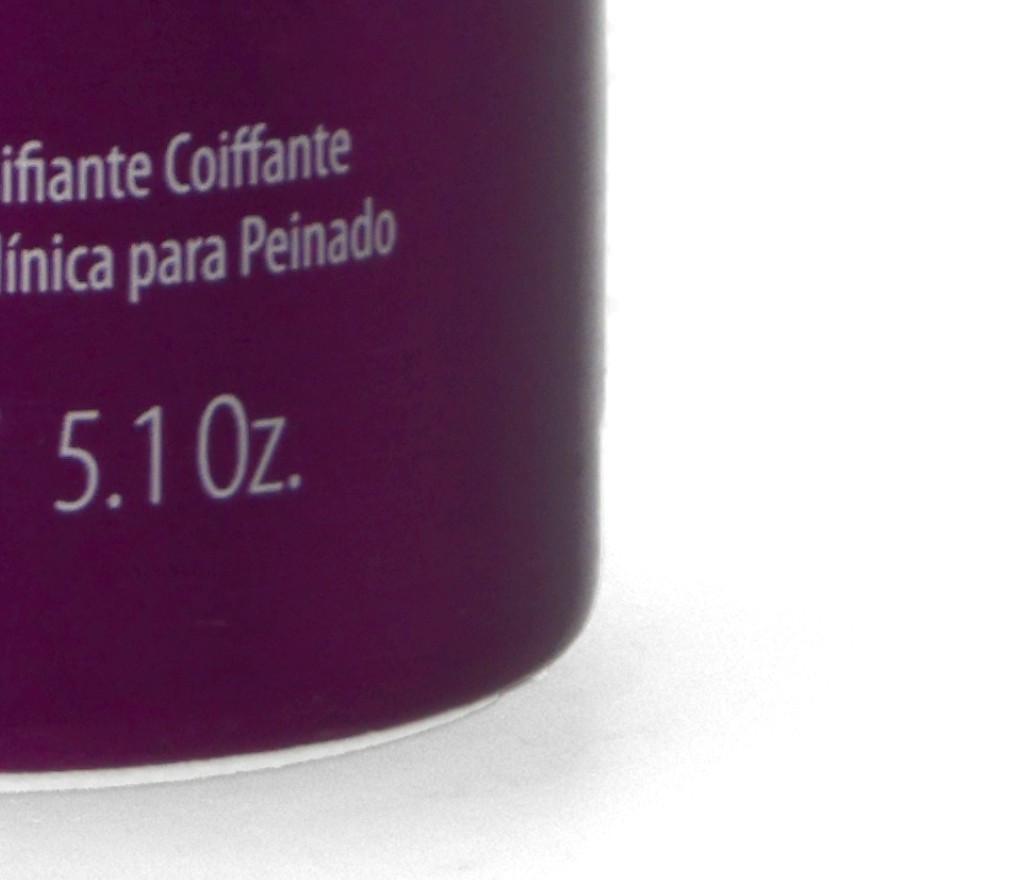 ifiante Coiffante
línica para Peinado
5.1 Oz.